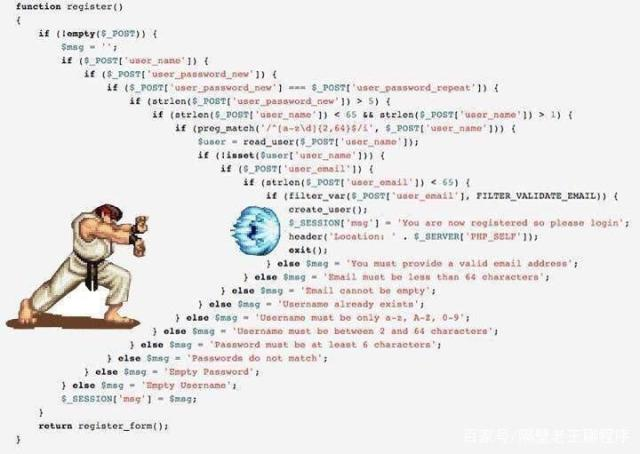 function register()
{
if (!empty($_POST)) {
$msg = '';
if ($_POST['user_name']) {
if ($_POST['user_password_new']) {
if ($_POST['user_password_new'] === $_POST['user_password_repeat']) {
if (strlen($_POST['user_password_new']) > 5) {
if (strlen($_POST['user_name']) < 65 && strlen($_POST['user_name']) > 1) {
if (preg_match('/^[a-z\d]{2,64}$/i', $_POST['user_name'])) {
$user = read_user($_POST['user_name']);
if (!isset($user['user_name'])) {
if ($_POST['user_email']) {
if (strlen($_POST['user_email']) < 65) {
if (filter_var($_POST['user_email'], FILTER_VALIDATE_EMAIL)) {
create_user();
$_SESSION['msg'] = 'You are now registered so please login';
header('Location: ' . $_SERVER['PHP_SELF']);
exit();
} else $msg = 'You must provide a valid email address';
} else $msg = 'Email must be less than 64 characters';
} else $msg = 'Email cannot be empty';
} else $msg = 'Username already exists';
} else $msg = 'Username must be only a-z, A-Z, 0-9';
} else $msg = 'Username must be between 2 and 64 characters';
} else $msg = 'Password must be at least 6 characters';
} else $msg = 'Passwords do not match';
} else $msg = 'Empty Password';
} else $msg = 'Empty Username';
$_SESSION['msg'] = $msg;
}
return register_form();
}
百家号/隔壁老王聊程序